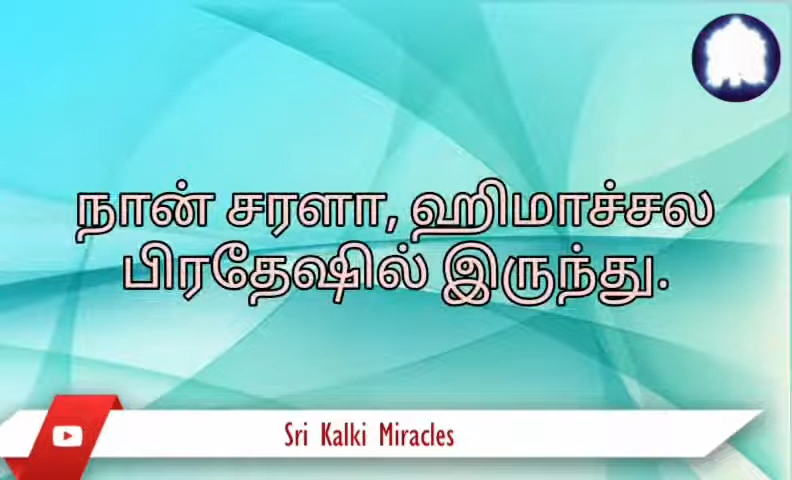 நான் சரளா, ஹிமாச்சல
பிரதேஷில் இருந்து.
Sri Kalki Miracles